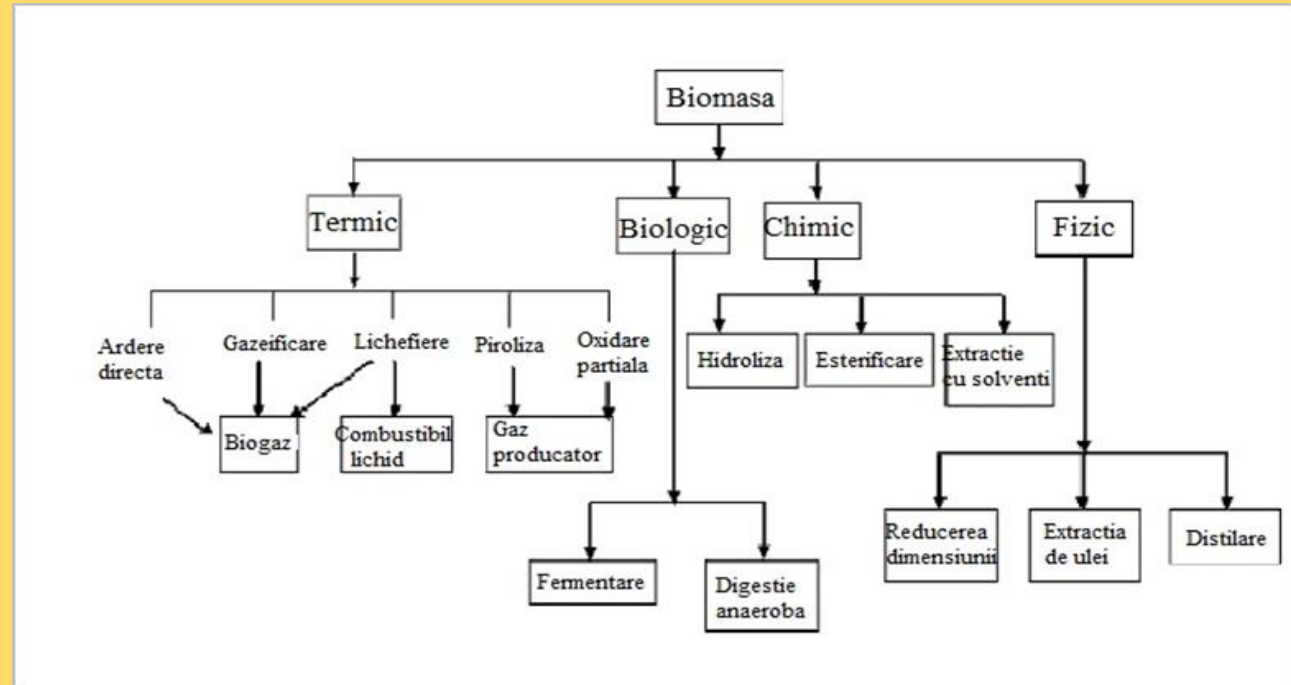 Biomasa
Termic
Biologic
Chimic
Fizic
Ardere
directa
Gazeificare
Lichefiere
Piroliza
Oxidare
partiala
Hidroliza
Esterificare
Extractie
cu solventi
Biogaz
Combustibil
lichid
Gaz
producator
Fermentare
Digestie
anaeroba
Reducerea
dimensiunii
Extractia
de ulei
Distilare